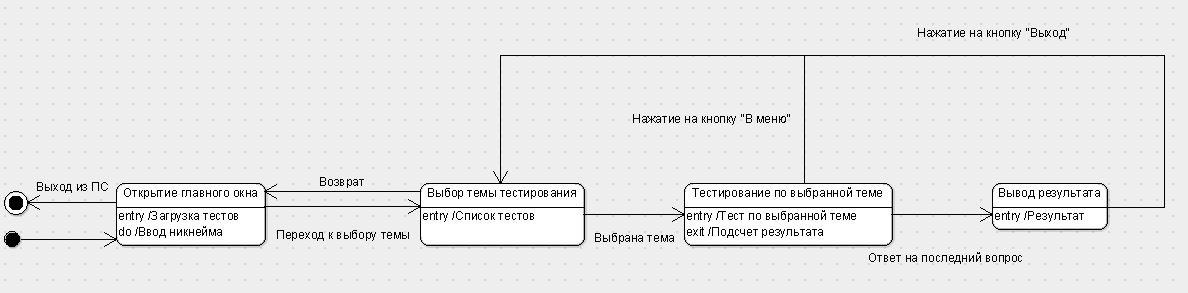 Нажатие на кнопку "Выход"
Нажатие на кнопку "В меню"
Выход из ПС
Открытие главного окна
entry /Загрузка тестов
do /Ввод никнейма
Возврат
Переход к выбору темы
Выбор темы тестирования
entry /Список тестов
Выбрана тема
Тестирование по выбранной теме
entry /Тест по выбранной теме
exit /Подсчет результата
Ответ на последний вопрос
Вывод результата
entry /Результат